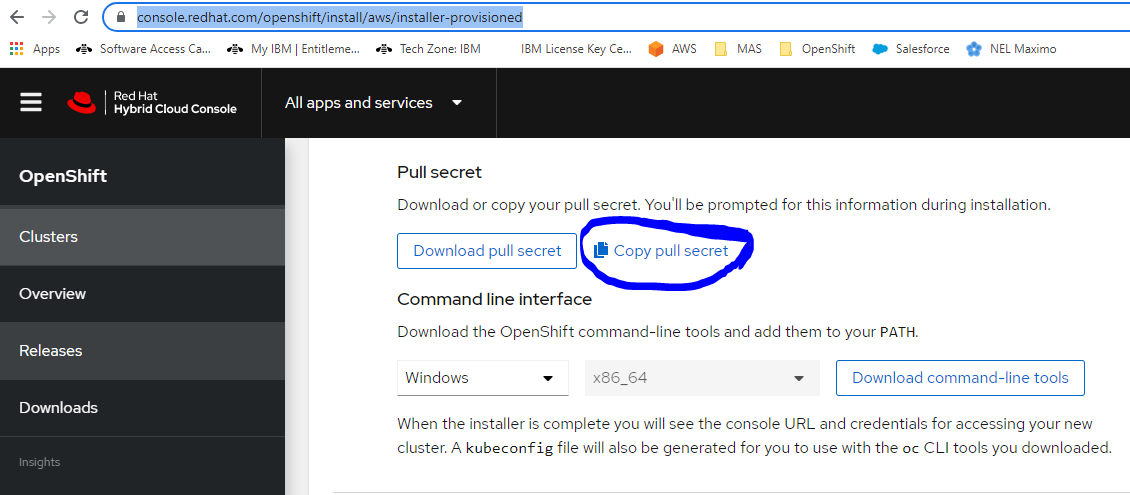 console.redhat.com/openshift/install/aws/installer-provisioned
Apps Software Access Ca... My IBM | Entitleme... Tech Zone: IBM IBM License Key Ce... AWS MAS OpenShift Salesforce NEL Maximo
Red Hat
Hybrid Cloud Console
All apps and services
OpenShift
Clusters
Overview
Releases
Downloads
Insights
Pull secret
Download or copy your pull secret. You'll be prompted for this information during installation.
Download pull secret Copy pull secret
Command line interface
Download the OpenShift command-line tools and add them to your PATH.
Windows x86_64 Download command-line tools
When the installer is complete you will see the console URL and credentials for accessing your new
cluster. A kubeconfig file will also be generated for you to use with the oc CLI tools you downloaded.